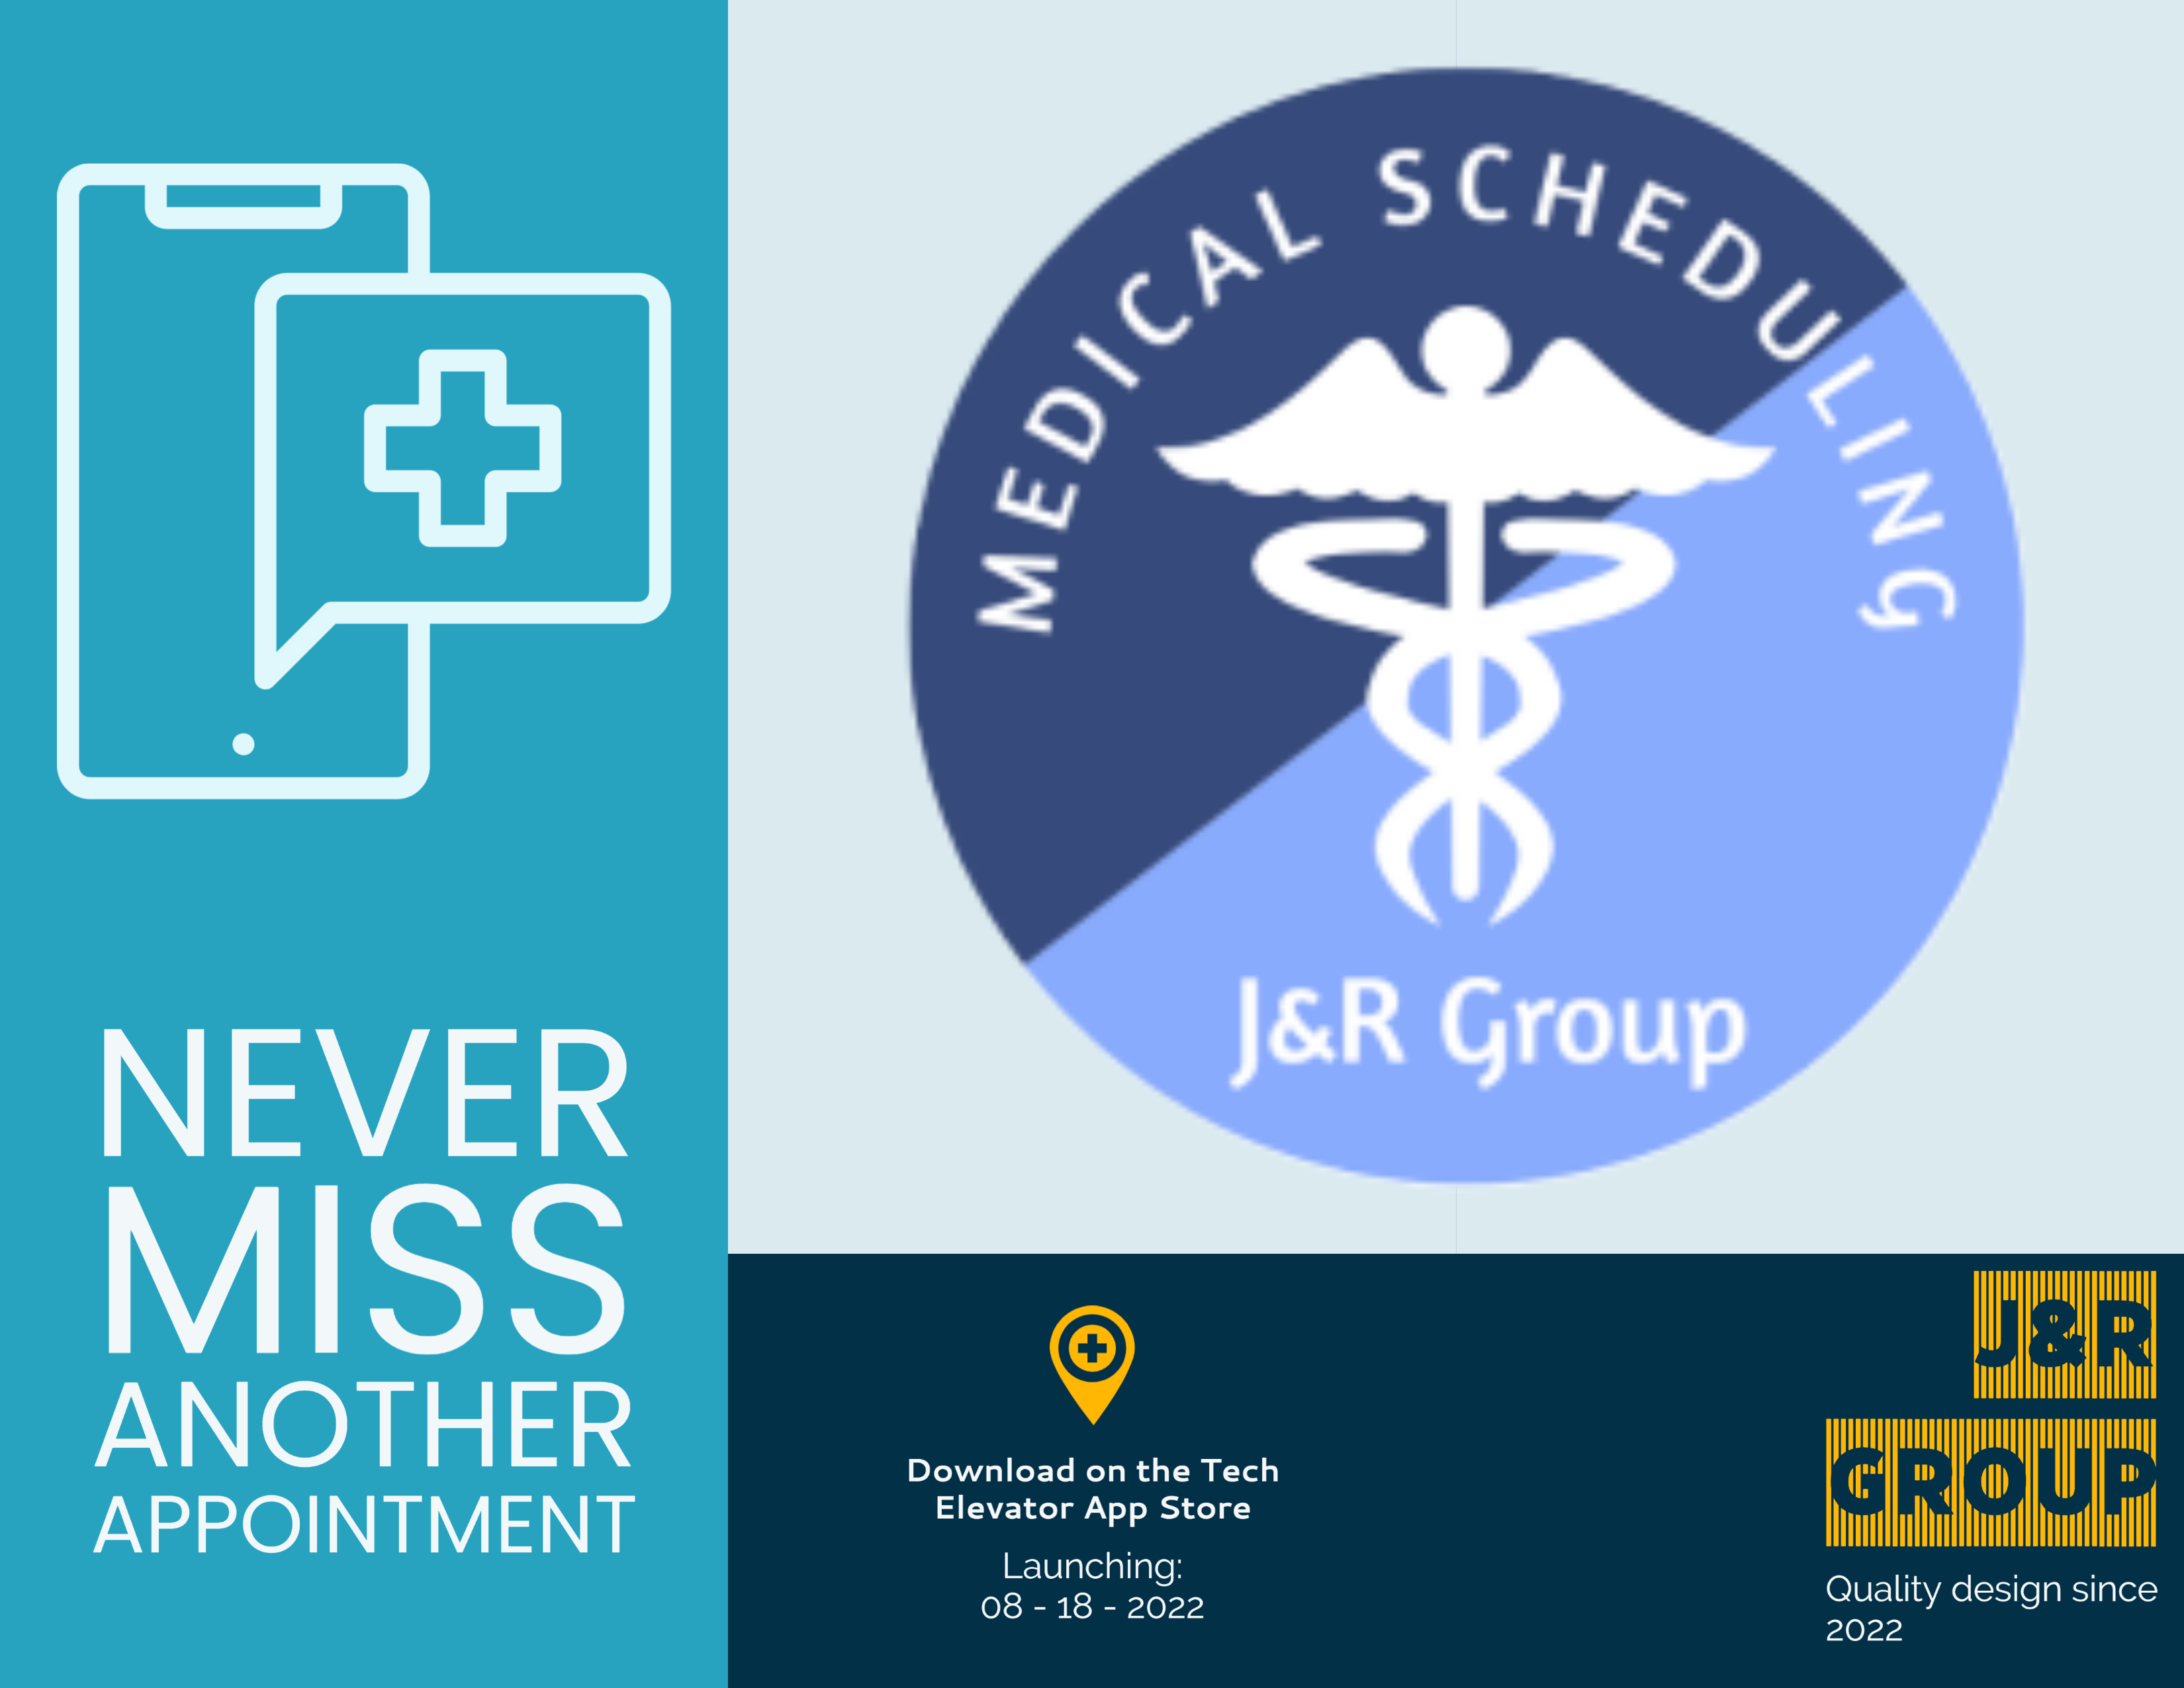 NEVER
MISS
ANOTHER
APPOINTMENT
MEDICAL SCHEDULING
J&R Group
Download on the Tech
Elevator App Store
Launching:
08 - 18 - 2022
J&R
GROUP
Quality design since
2022